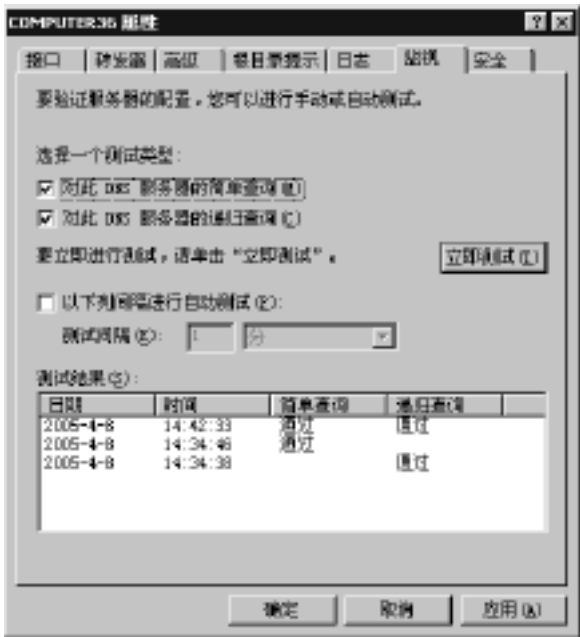 COMPUTER36 属性
接口 转发器 高级 根目录提示 日志 监视 安全
要验证服务器的配置，您可以进行手动或自动测试。
选择一个测试类型:
对此 DNS 服务器的简单查询(W)
对此 DNS 服务器的递归查询(C)
要立即进行测试，请单击“立即测试”。
立即测试(T)
以下列间隔进行自动测试(P):
测试间隔(E): 1 分
测试结果(S):
日期 时间 简单查询 递归查询
2005-4-8 14:42:33 通过 通过
2005-4-8 14:34:46 通过
2005-4-8 14:34:38 通过
确定 取消 应用(A)